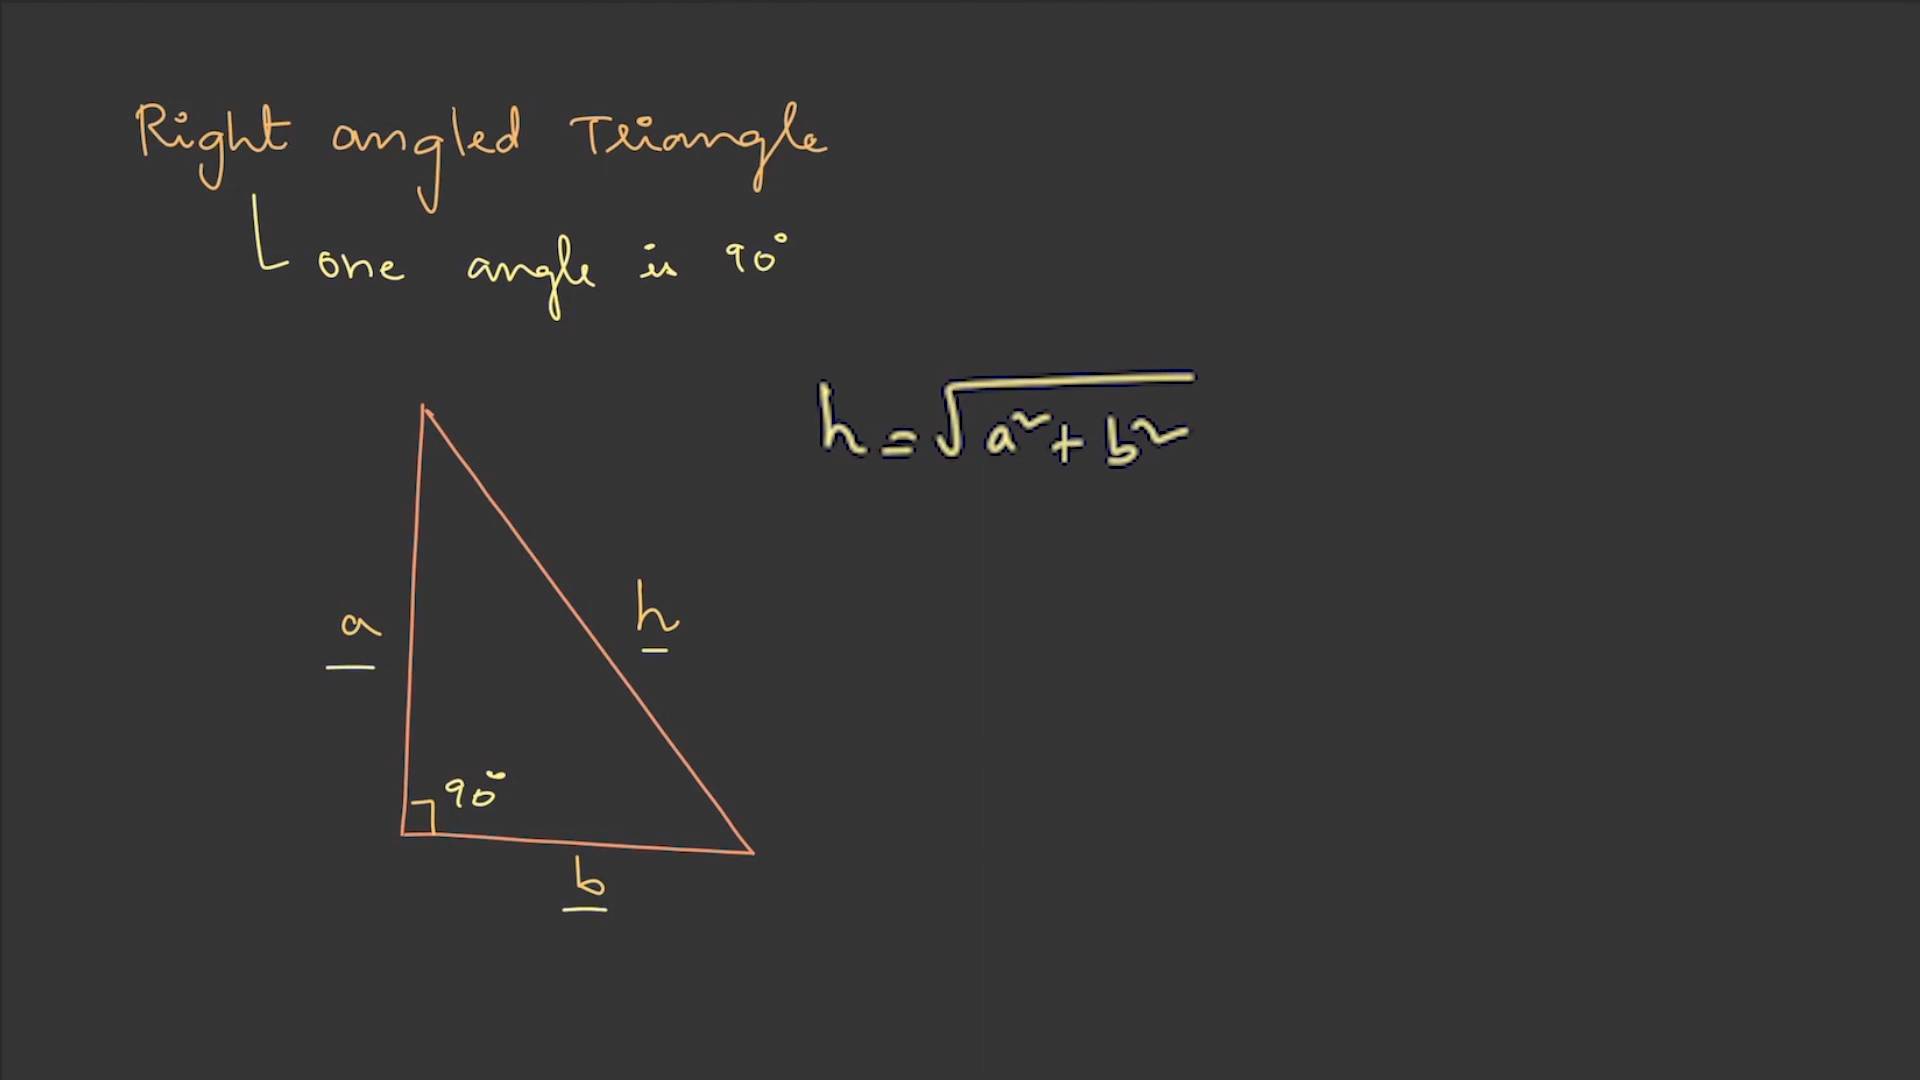 Right angled Triangle
one angle is 90°
h = √a² + b²
a
h
90°
b